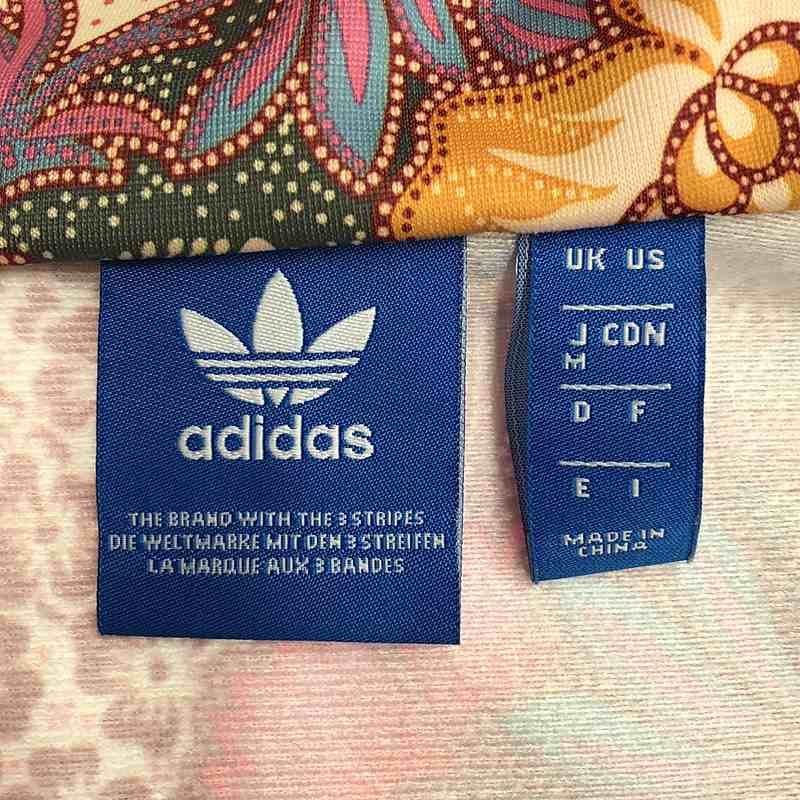 adidas
THE BRAND WITH THE 3 STRIPES
DIE WELTMARKE MIT DEN 3 STREIFEN
LA MARQUE AUX 3 BANDES
UK US
J CDN
M
D F
E I
MADE IN
CHINA